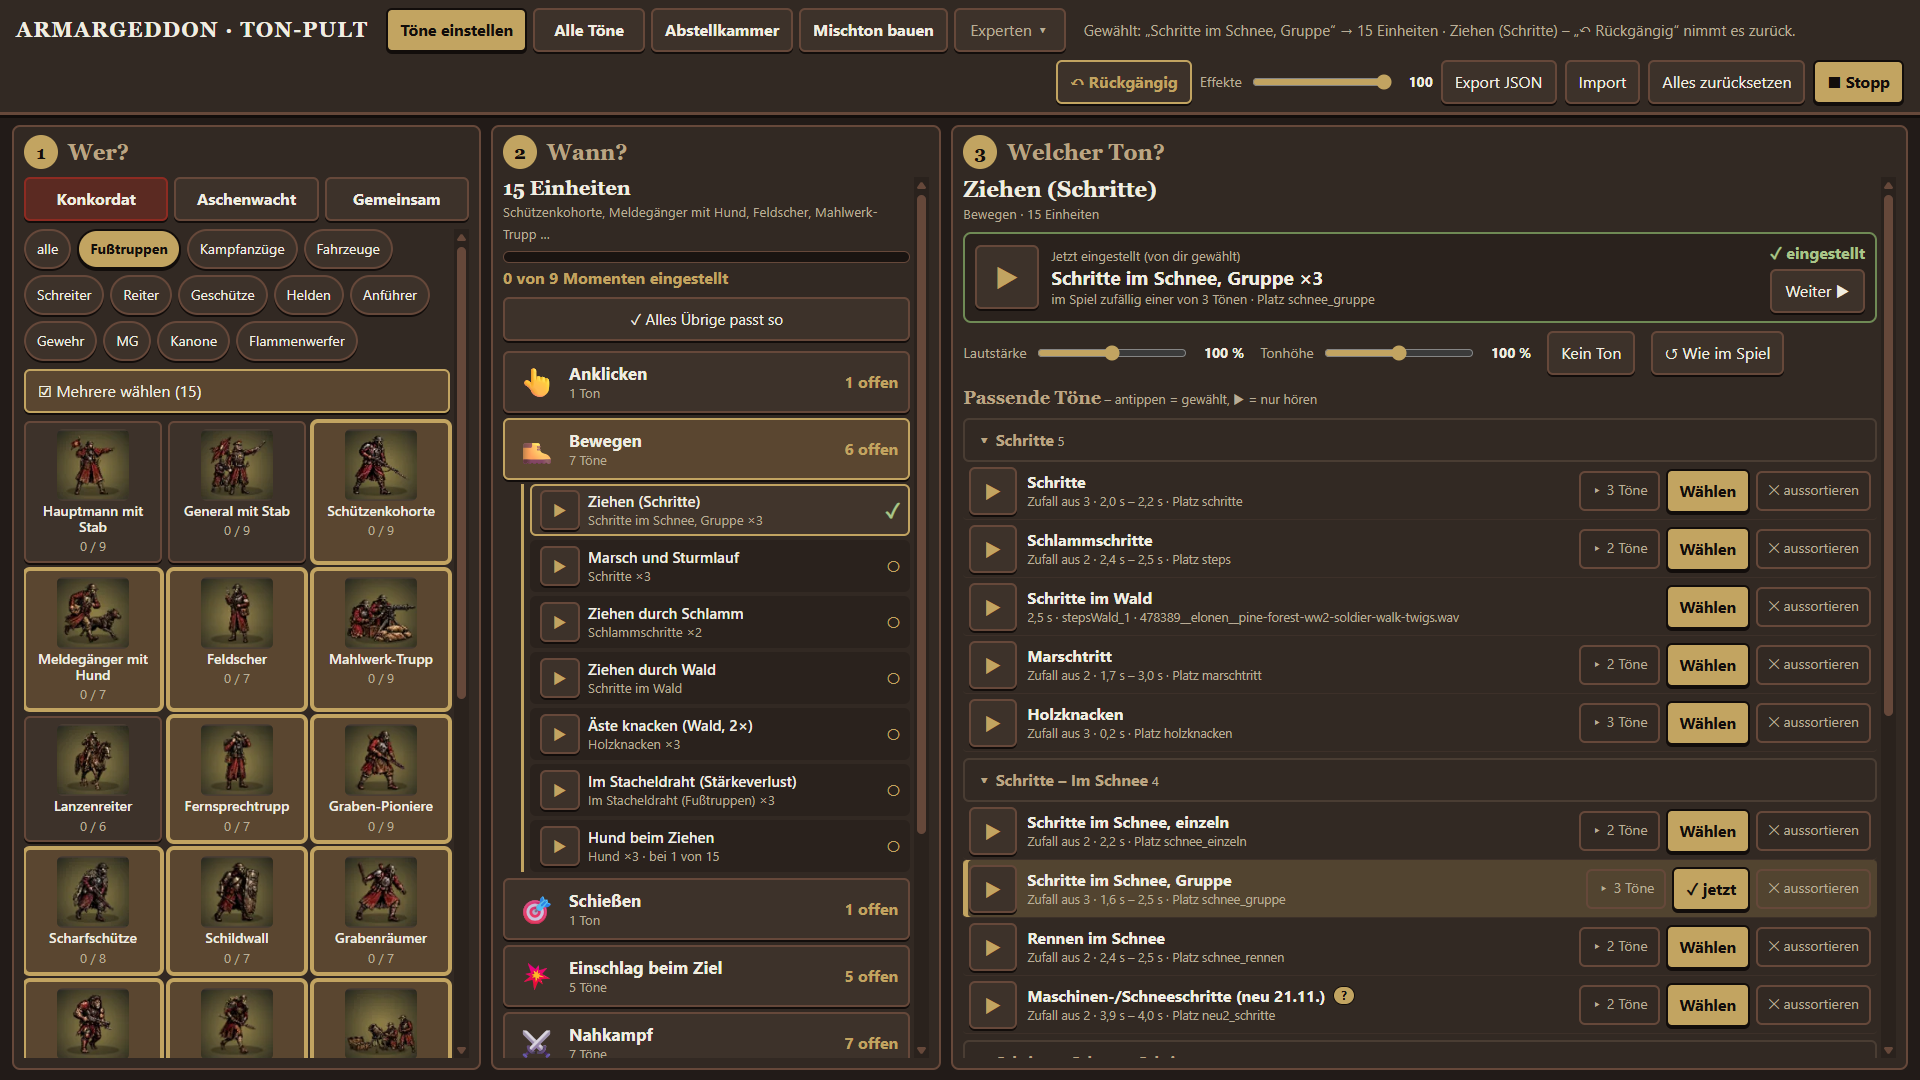 ARMARGEDDON · TON-PULT
Töne einstellen
Alle Töne
Abstellkammer
Mischton bauen
Experten ▾
Gewählt: „Schritte im Schnee, Gruppe“ → 15 Einheiten · Ziehen (Schritte) – „↶ Rückgängig“ nimmt es zurück.
↶ Rückgängig
Effekte
100
Export JSON
Import
Alles zurücksetzen
■ Stopp
1 Wer?
Konkordat
Aschenwacht
Gemeinsam
alle
Fußtruppen
Kampfanzüge
Fahrzeuge
Schreiter
Reiter
Geschütze
Helden
Anführer
Gewehr
MG
Kanone
Flammenwerfer
☑ Mehrere wählen (15)
Hauptmann mit Stab
0 / 9
General mit Stab
0 / 9
Schützenkohorte
0 / 9
Meldegänger mit Hund
0 / 7
Feldscher
0 / 7
Mahlwerk-Trupp
0 / 9
Lanzenreiter
0 / 6
Fernsprechtrupp
0 / 7
Graben-Pioniere
0 / 9
Scharfschütze
0 / 8
Schildwall
0 / 7
Grabenräumer
0 / 7
2 Wann?
15 Einheiten
Schützenkohorte, Meldegänger mit Hund, Feldscher, Mahlwerk-
Trupp ...
0 von 9 Momenten eingestellt
✓ Alles Übrige passt so
Anklicken
1 Ton
1 offen
Bewegen
7 Töne
6 offen
Ziehen (Schritte)
Schritte im Schnee, Gruppe ×3
✓
Marsch und Sturmlauf
Schritte ×3
Ziehen durch Schlamm
Schlammschritte ×2
Ziehen durch Wald
Schritte im Wald
Äste knacken (Wald, 2×)
Holzknacken ×3
Im Stacheldraht (Stärkeverlust)
Im Stacheldraht (Fußtruppen) ×3
Hund beim Ziehen
Hund ×3 · bei 1 von 15
Schießen
1 Ton
1 offen
Einschlag beim Ziel
5 Töne
5 offen
Nahkampf
7 Töne
7 offen
3 Welcher Ton?
Ziehen (Schritte)
Bewegen · 15 Einheiten
Jetzt eingestellt (von dir gewählt)
Schritte im Schnee, Gruppe ×3
im Spiel zufällig einer von 3 Tönen · Platz schnee_gruppe
✓ eingestellt
Weiter ▶
Lautstärke
100 %
Tonhöhe
100 %
Kein Ton
↺ Wie im Spiel
Passende Töne – antippen = gewählt, ▶ = nur hören
▾ Schritte 5
Schritte
Zufall aus 3 · 2,0 s – 2,2 s · Platz schritte
‣ 3 Töne
Wählen
✕ aussortieren
Schlammschritte
Zufall aus 2 · 2,4 s – 2,5 s · Platz steps
‣ 2 Töne
Wählen
✕ aussortieren
Schritte im Wald
2,5 s · stepsWald_1 · 478389__elonen__pine-forest-ww2-soldier-walk-twigs.wav
Wählen
✕ aussortieren
Marschtritt
Zufall aus 2 · 1,7 s – 3,0 s · Platz marschtritt
‣ 2 Töne
Wählen
✕ aussortieren
Holzknacken
Zufall aus 3 · 0,2 s · Platz holzknacken
‣ 3 Töne
Wählen
✕ aussortieren
▾ Schritte – Im Schnee 4
Schritte im Schnee, einzeln
Zufall aus 2 · 2,2 s · Platz schnee_einzeln
‣ 2 Töne
Wählen
✕ aussortieren
Schritte im Schnee, Gruppe
Zufall aus 3 · 1,6 s – 2,5 s · Platz schnee_gruppe
‣ 3 Töne
✓ jetzt
✕ aussortieren
Rennen im Schnee
Zufall aus 2 · 2,4 s – 2,5 s · Platz schnee_rennen
‣ 2 Töne
Wählen
✕ aussortieren
Maschinen-/Schneeschritte (neu 21.11.) ?
Zufall aus 2 · 3,9 s – 4,0 s · Platz neu2_schritte
‣ 2 Töne
Wählen
✕ aussortieren